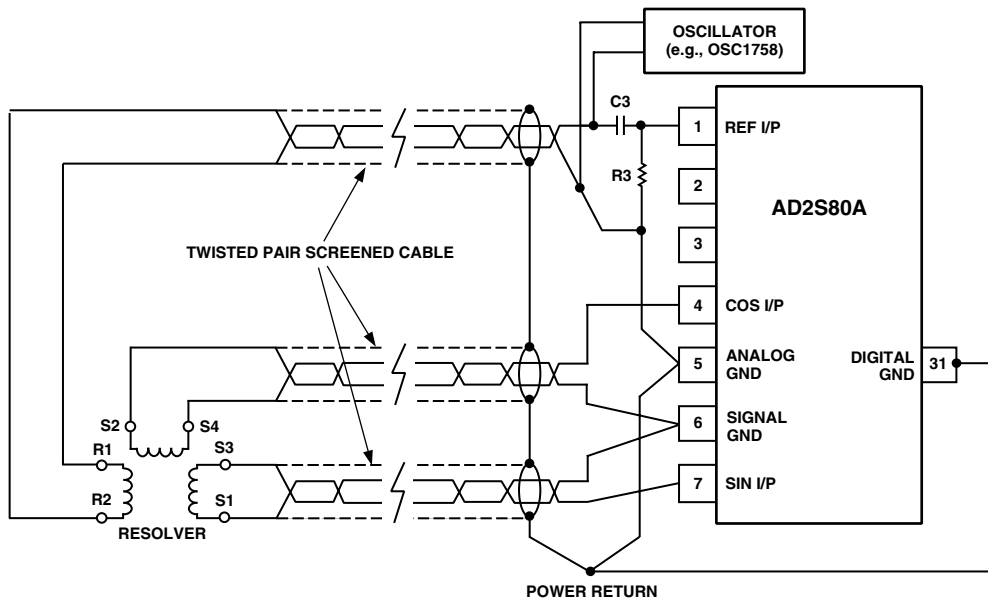 OSCILLATOR
(e.g., OSC1758)
C3
1
REF I/P
R3
2
AD2S80A
3
TWISTED PAIR SCREENED CABLE
4
COS I/P
5
ANALOG
GND
DIGITAL
GND
31
S2
S4
6
SIGNAL
GND
R1
S3
7
SIN I/P
R2
S1
RESOLVER
POWER RETURN